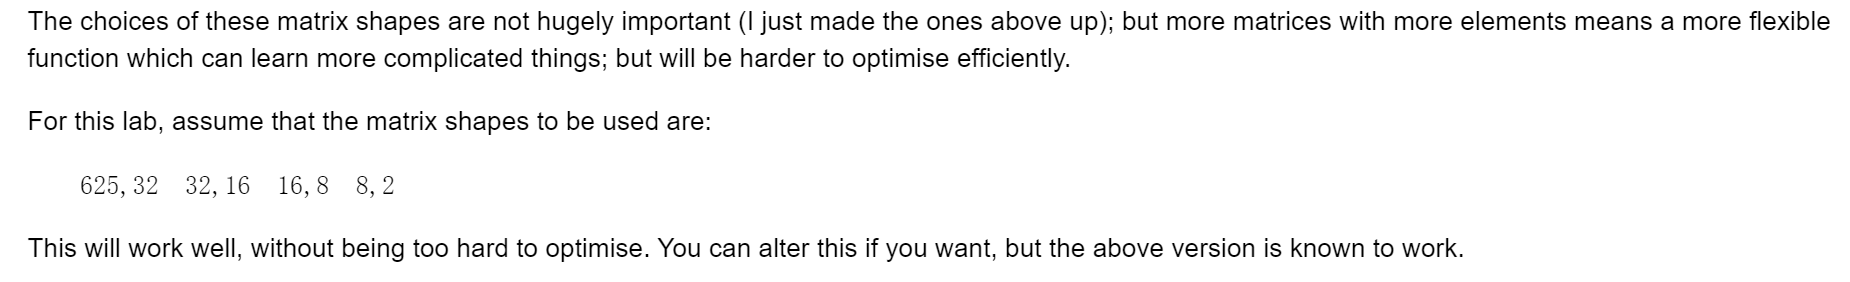 The choices of these matrix shapes are not hugely important (I just made the ones above up); but more matrices with more elements means a more flexible
function which can learn more complicated things; but will be harder to optimise efficiently.
For this lab, assume that the matrix shapes to be used are:
625, 32  32, 16  16, 8  8, 2
This will work well, without being too hard to optimise. You can alter this if you want, but the above version is known to work.